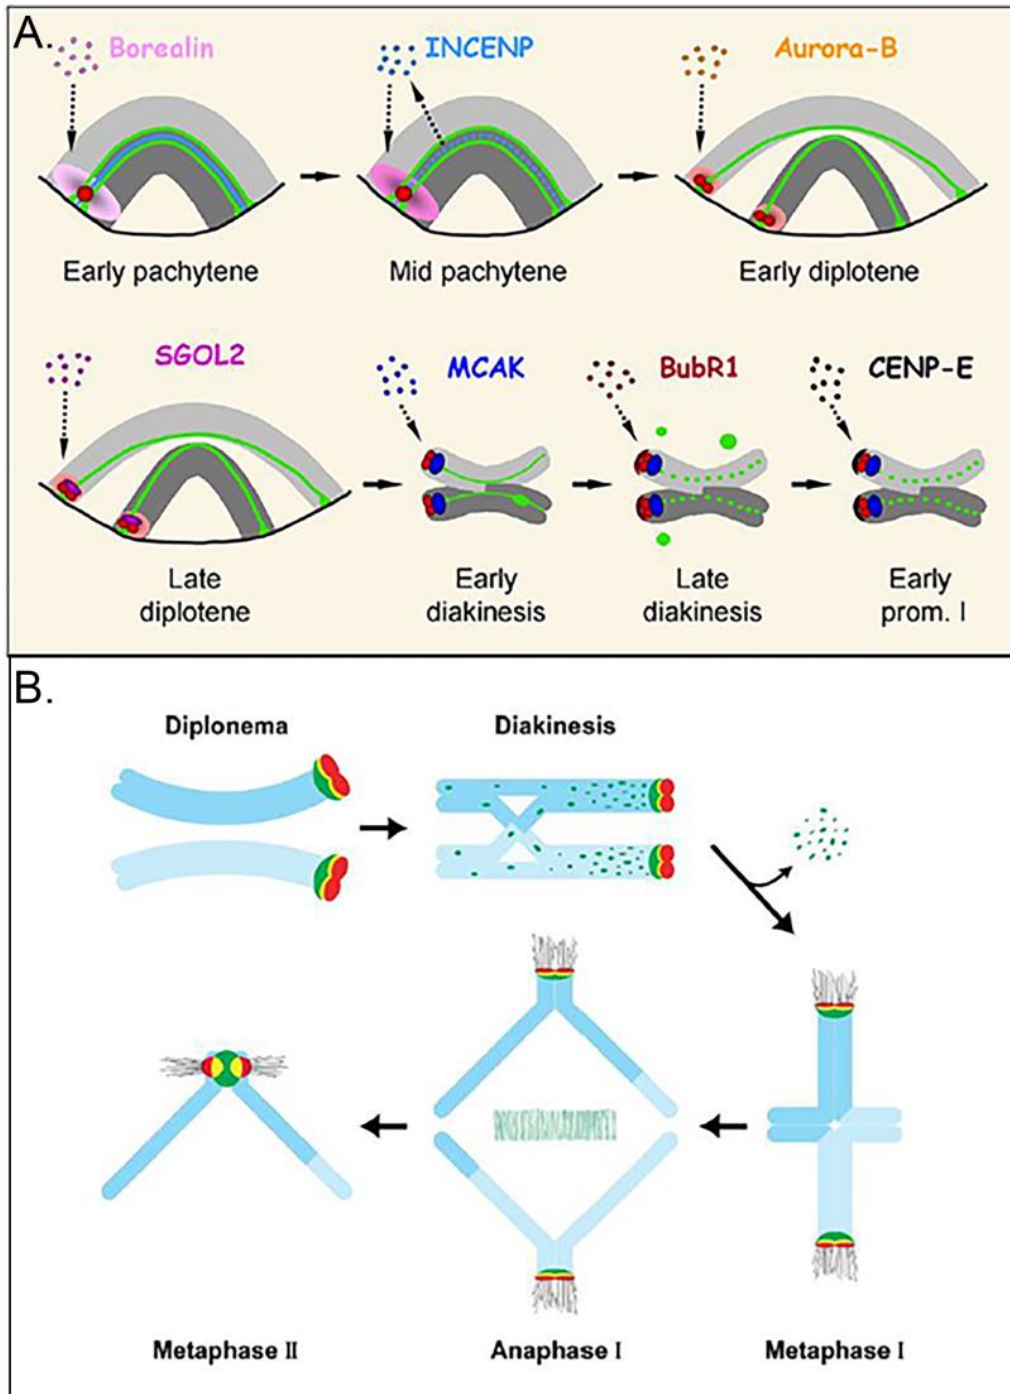 A.
Borealin
INCENP
Aurora-B
Early pachytene
Mid pachytene
Early diplotene
SGOL2
MCAK
BubR1
CENP-E
Late
diplotene
Early
diakinesis
Late
diakinesis
Early
prom. I
B.
Diplonema
Diakinesis
Metaphase II
Anaphase I
Metaphase I